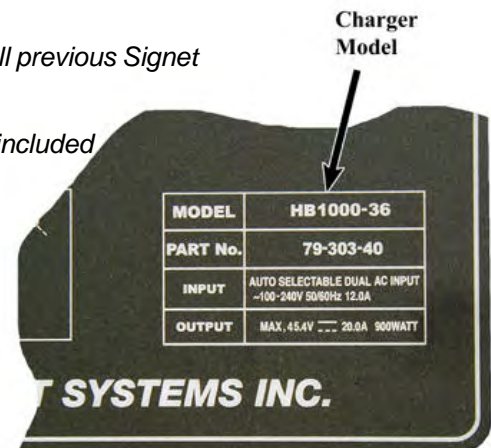 Charger
Model
ll previous Signet
included
MODEL HB1000-36
PART No. 79-303-40
INPUT AUTO SELECTABLE DUAL AC INPUT
~100-240V 50/60Hz 12.0A
OUTPUT MAX, 45.4V ⎓ 20.0A 900WATT
T SYSTEMS INC.